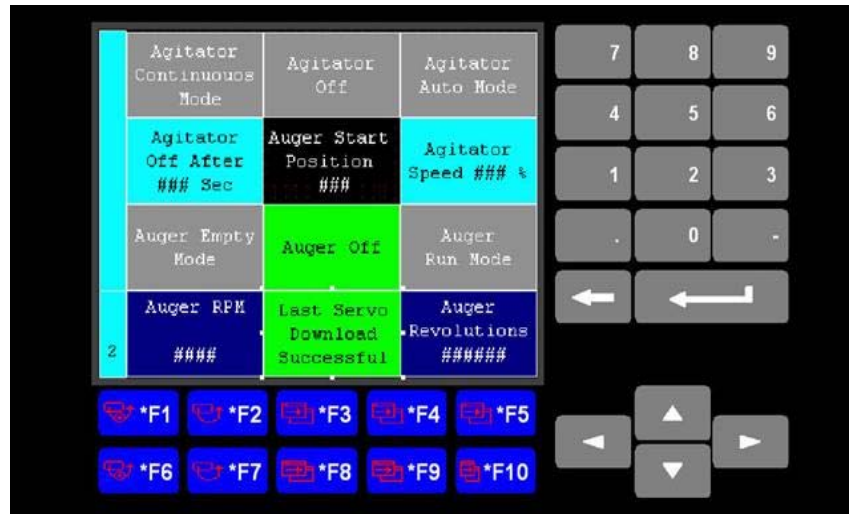 Agitator
Continuouos
Mode
Agitator
Off
Agitator
Auto Mode
Agitator
Off After
### Sec
Auger Start
Position
###
Agitator
Speed ### %
Auger Empty
Mode
Auger Off
Auger
Run Mode
2
Auger RPM
####
Last Servo
Download
Successful
Auger
Revolutions
######
7 8 9
4 5 6
1 2 3
. 0 -
*F1 *F2 *F3 *F4 *F5
*F6 *F7 *F8 *F9 *F10